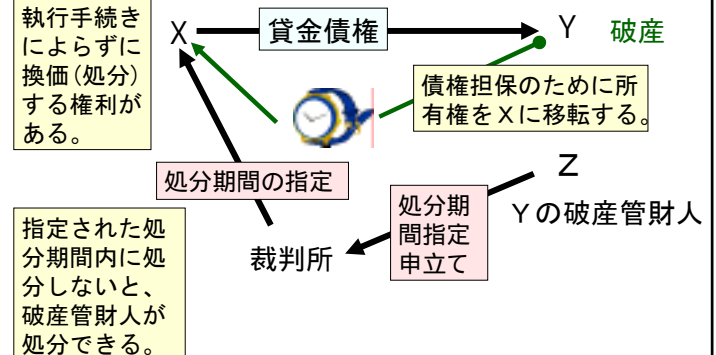 執行手続き
によらずに
換価(処分)
する権利が
ある。
X
貸金債権
Y
破産
債権担保のために所
有権をXに移転する。
処分期間の指定
Z
Yの破産管財人
処分期
間指定
申立て
裁判所
指定された処
分期間内に処
分しないと、
破産管財人が
処分できる。